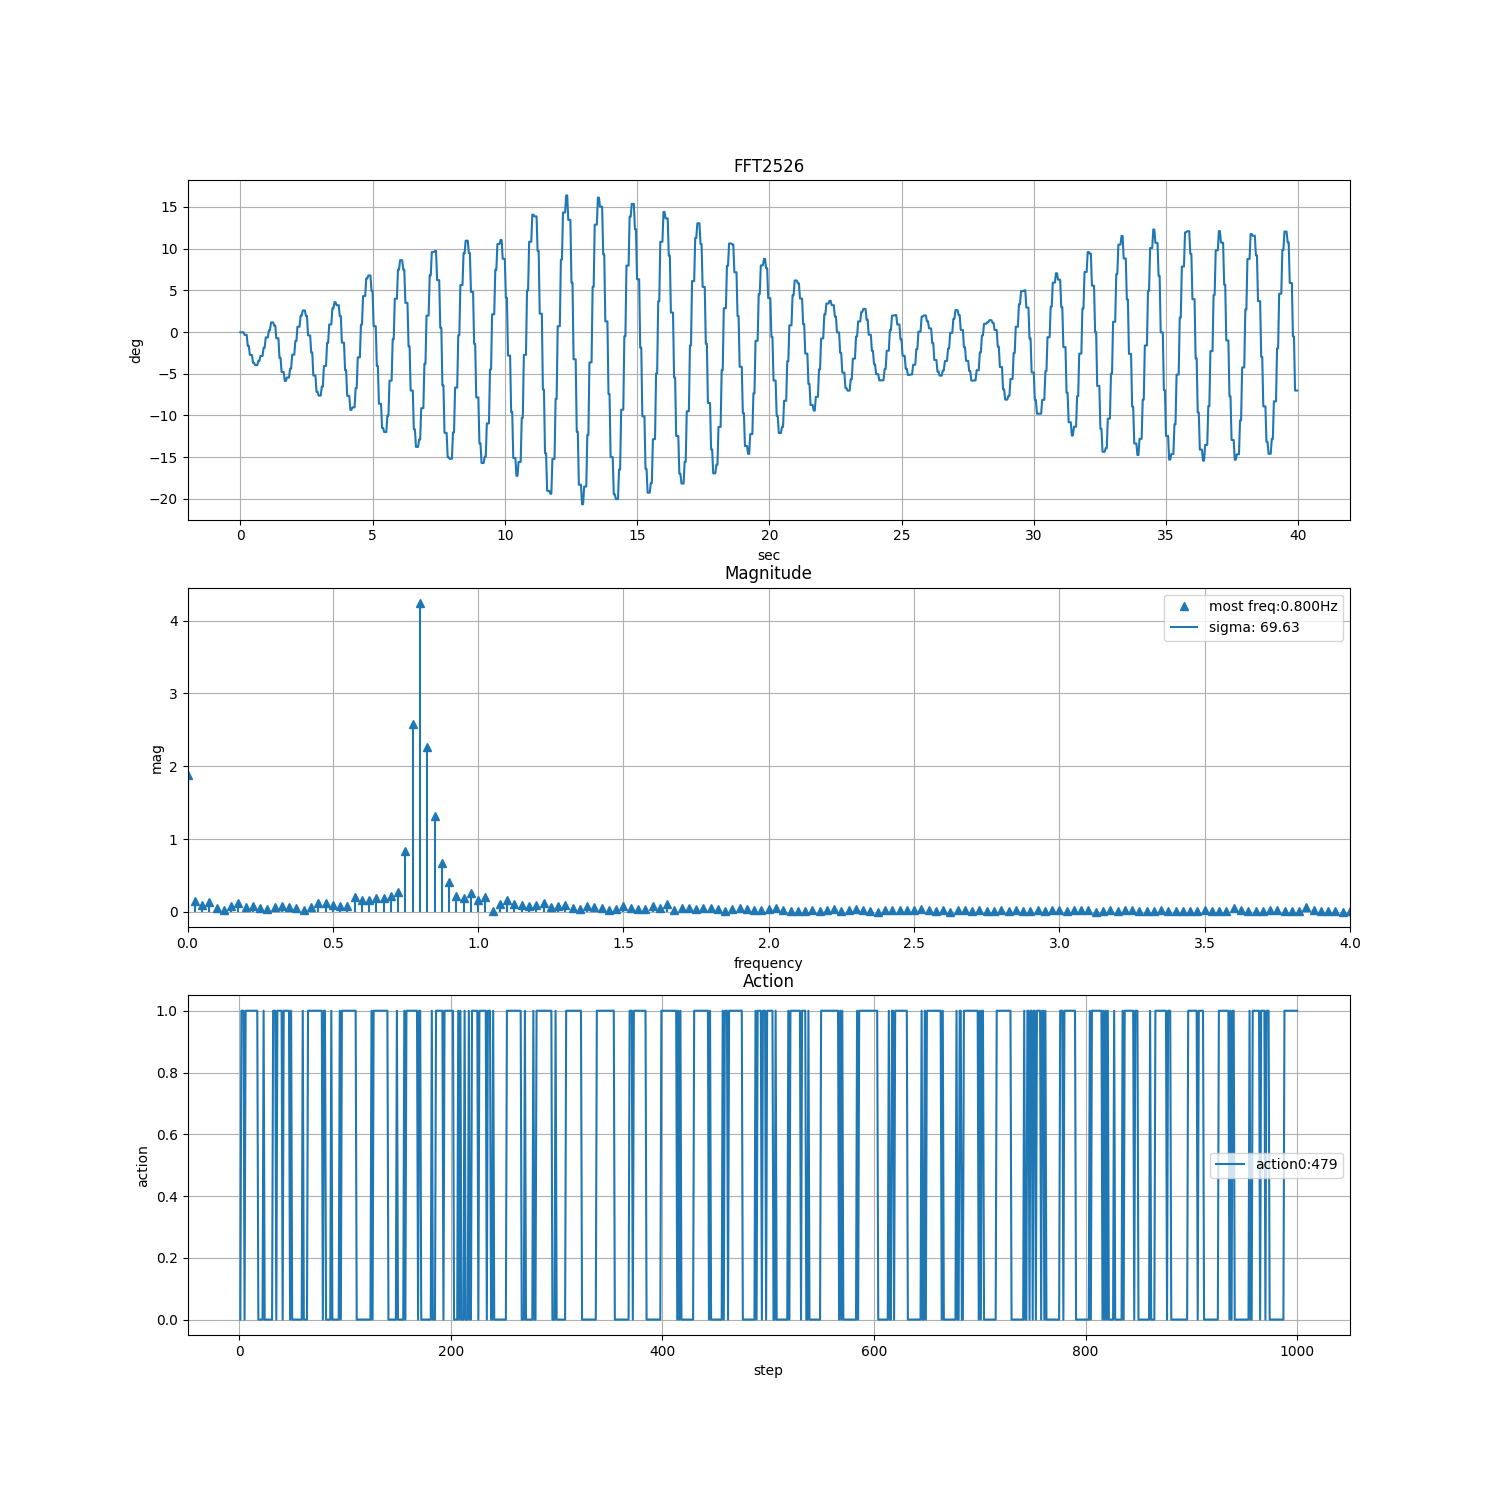 FFT2526
15
10
5
0
−5
−10
−15
−20
deg
0 5 10 15 20 25 30 35 40
sec
Magnitude
most freq:0.800Hz
sigma: 69.63
4
3
2
1
0
mag
0.0 0.5 1.0 1.5 2.0 2.5 3.0 3.5 4.0
frequency
Action
1.0
0.8
0.6
0.4
0.2
0.0
action
action0:479
0 200 400 600 800 1000
step